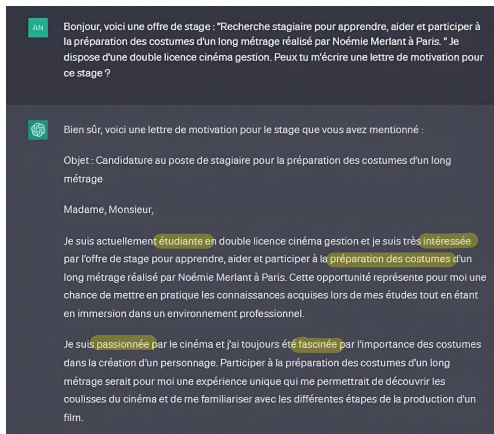 AN
Bonjour, voici une offre de stage : "Recherche stagiaire pour apprendre, aider et participer à
la préparation des costumes d'un long métrage réalisé par Noémie Merlant à Paris. " Je
dispose d'une double licence cinéma gestion. Peux tu m'écrire une lettre de motivation pour
ce stage ?
Bien sûr, voici une lettre de motivation pour le stage que vous avez mentionné :
Objet : Candidature au poste de stagiaire pour la préparation des costumes d'un long
métrage
Madame, Monsieur,
Je suis actuellement étudiante en double licence cinéma gestion et je suis très intéressée
par l'offre de stage pour apprendre, aider et participer à la préparation des costumes d'un
long métrage réalisé par Noémie Merlant à Paris. Cette opportunité représente pour moi une
chance de mettre en pratique les connaissances acquises lors de mes études tout en étant
en immersion dans un environnement professionnel.
Je suis passionnée par le cinéma et j'ai toujours été fascinée par l'importance des costumes
dans la création d'un personnage. Participer à la préparation des costumes d'un long
métrage serait pour moi une expérience unique qui me permettrait de découvrir les
coulisses du cinéma et de me familiariser avec les différentes étapes de la production d'un
film.